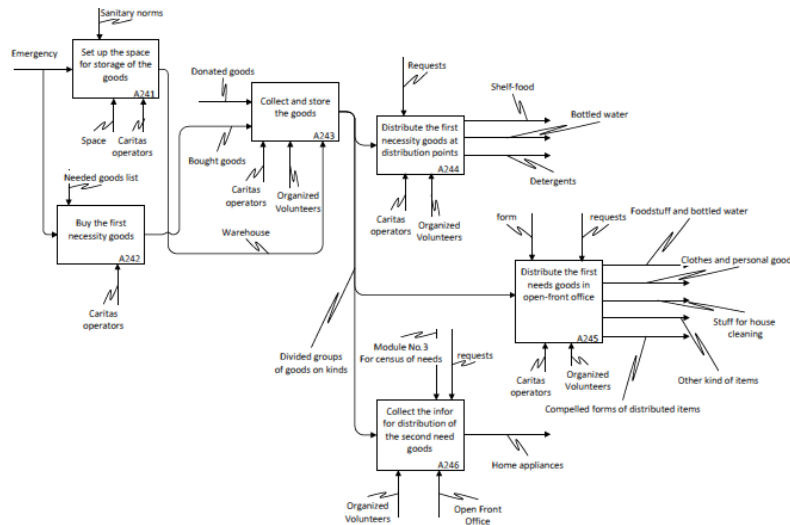 Sanitary norms
Emergency
Set up the space
for storage of the
goods
A241
Space
Caritas
operators
Needed goods list
Buy the first
necessity goods
A242
Caritas
operators
Donated goods
Bought goods
Collect and store
the goods
A243
Caritas
operators
Organized
Volunteers
Warehouse
Divided groups
of goods on kinds
Requests
Distribute the first
necessity goods at
distribution points
A244
Shelf-food
Bottled water
Detergents
Caritas
operators
Organized
Volunteers
form
requests
Distribute the first
needs goods in
open-front office
A245
Foodstuff and bottled water
Clothes and personal good
Stuff for house
cleaning
Other kind of items
Compelled forms of distributed items
Caritas
operators
Organized
Volunteers
Module No.3
For census of needs
requests
Collect the infor
for distribution of
the second need
goods
A246
Home appliances
Organized
Volunteers
Open Front
Office